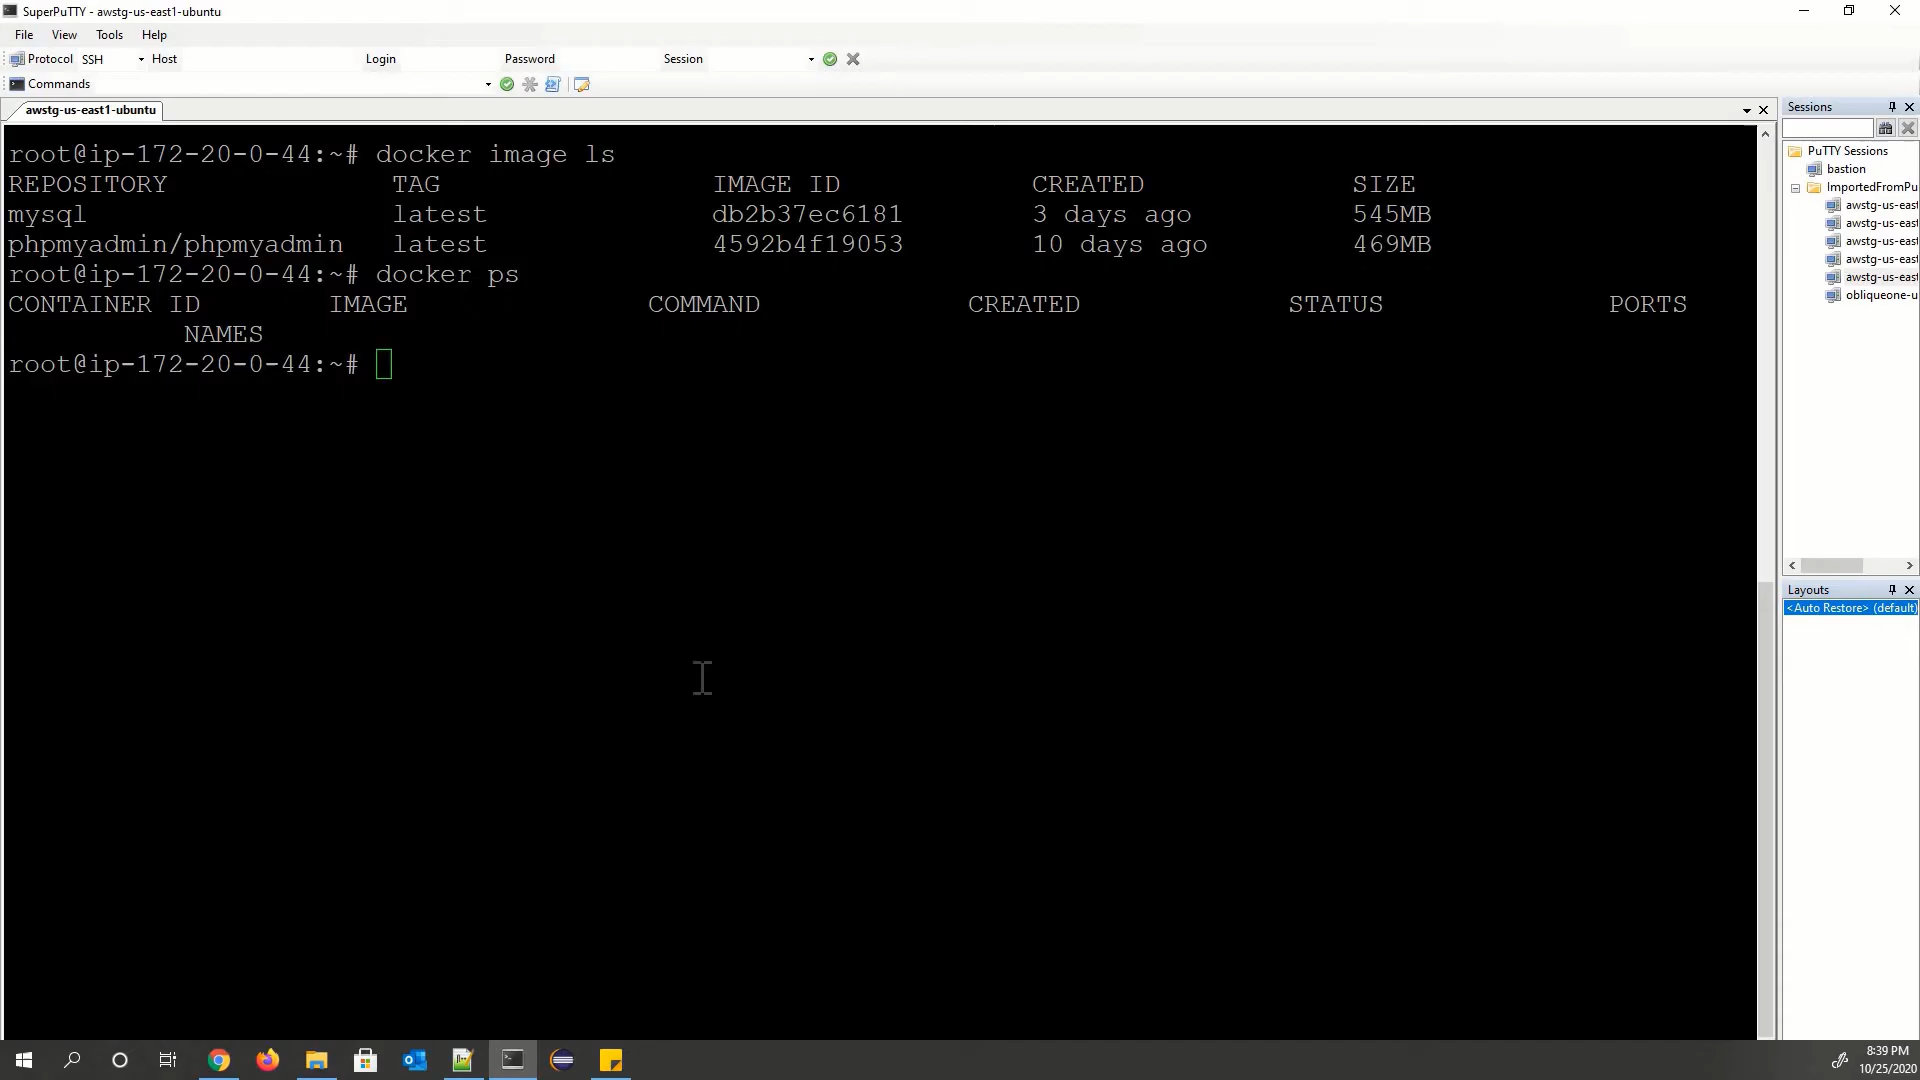 SuperPuTTY - awstg-us-east1-ubuntu
File View Tools Help
Protocol SSH Host Login Password Session
Commands
awstg-us-east1-ubuntu
root@ip-172-20-0-44:~# docker image ls
REPOSITORY TAG IMAGE ID CREATED SIZE
mysql latest db2b37ec6181 3 days ago 545MB
phpmyadmin/phpmyadmin latest 4592b4f19053 10 days ago 469MB
root@ip-172-20-0-44:~# docker ps
CONTAINER ID IMAGE COMMAND CREATED STATUS PORTS
NAMES
root@ip-172-20-0-44:~#
Sessions
PuTTY Sessions
bastion
ImportedFromPu
awstg-us-east
awstg-us-east
awstg-us-east
awstg-us-east
awstg-us-east
obliqueone-u
Layouts
<Auto Restore> (default)
8:39 PM
10/25/2020